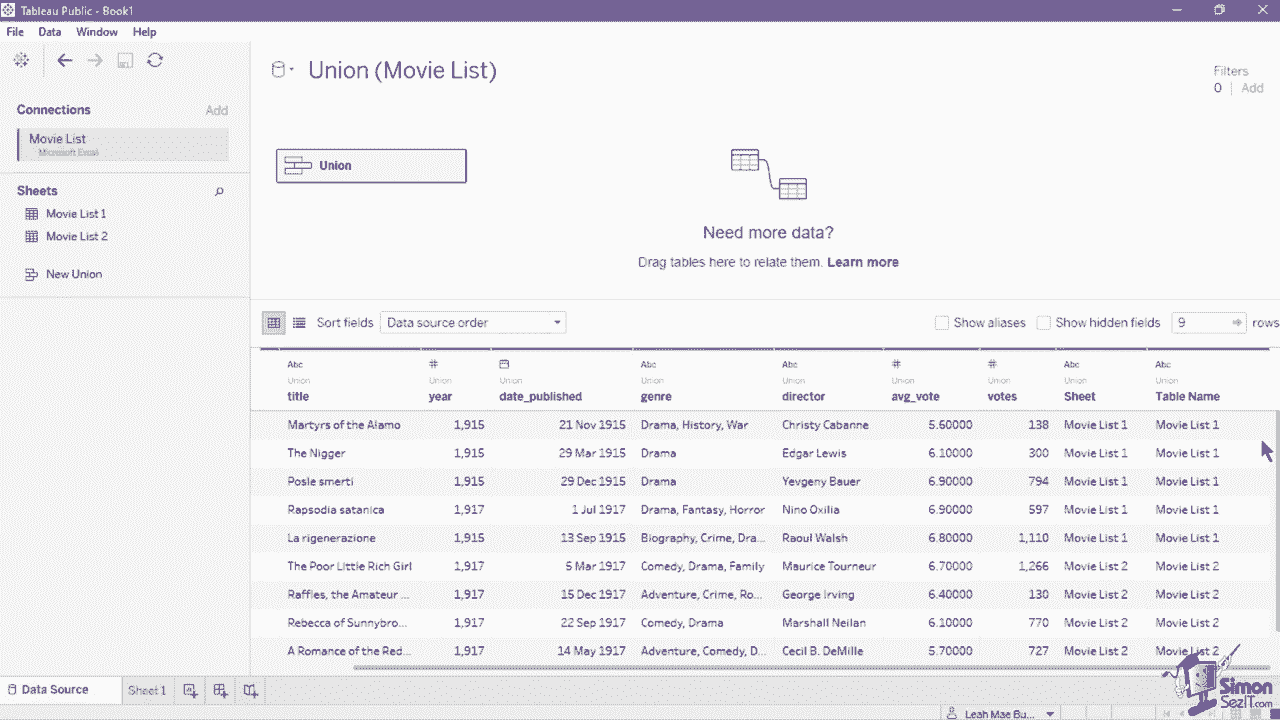 Tableau Public - Book1
File Data Window Help
Connections Add
Movie List
Microsoft Excel
Sheets
Movie List 1
Movie List 2
New Union
Union (Movie List)
Filters
0 | Add
Union
Need more data?
Drag tables here to relate them. Learn more
Sort fields Data source order Show aliases Show hidden fields 9 rows
Abc # Abc Abc # # Abc Abc
Union Union Union Union Union Union Union Union Union
title year date_published genre director avg_vote votes Sheet Table Name
Martyrs of the Alamo 1,915 21 Nov 1915 Drama, History, War Christy Cabanne 5.60000 138 Movie List 1 Movie List 1
The Nigger 1,915 29 Mar 1915 Drama Edgar Lewis 6.10000 300 Movie List 1 Movie List 1
Posle smerti 1,915 29 Dec 1915 Drama Yevgeny Bauer 6.90000 794 Movie List 1 Movie List 1
Rapsodia satanica 1,917 1 Jul 1917 Drama, Fantasy, Horror Nino Oxilia 6.90000 597 Movie List 1 Movie List 1
La rigenerazione 1,915 13 Sep 1915 Biography, Crime, Dra... Raoul Walsh 6.80000 1,110 Movie List 1 Movie List 1
The Poor Little Rich Girl 1,917 5 Mar 1917 Comedy, Drama, Family Maurice Tourneur 6.70000 1,266 Movie List 2 Movie List 2
Raffles, the Amateur ... 1,917 15 Dec 1917 Adventure, Crime, Ro... George Irving 6.40000 130 Movie List 2 Movie List 2
Rebecca of Sunnybro... 1,917 22 Sep 1917 Comedy, Drama Marshall Neilan 6.10000 770 Movie List 2 Movie List 2
A Romance of the Red... 1,917 14 May 1917 Adventure, Comedy, D... Cecil B. DeMille 5.70000 727 Movie List 2 Movie List 2
Data Source Sheet 1
Simon
SezIT.com
Leah Mae Bu...